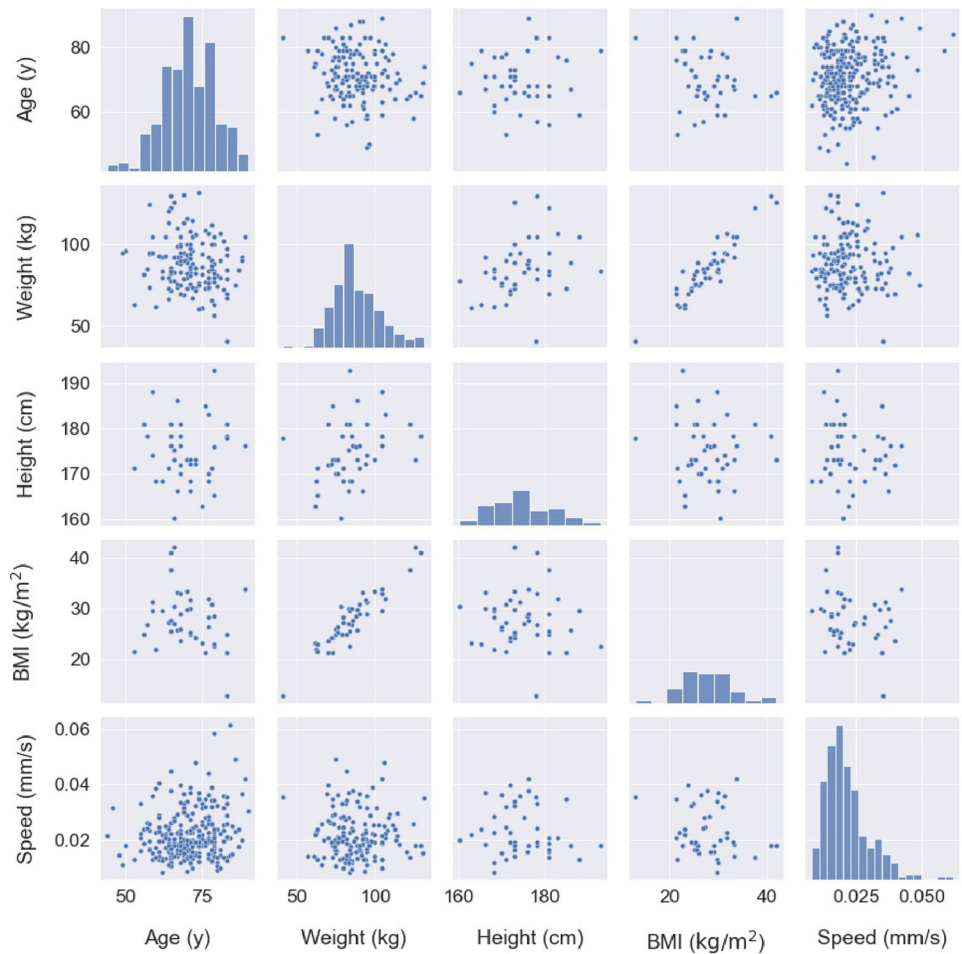 Age (y)
80
60
Weight (kg)
100
50
Height (cm)
190
180
170
160
BMI (kg/m²)
40
30
20
Speed (mm/s)
0.06
0.04
0.02
50 75 50 100 160 180 20 40 0.025 0.050
Age (y) Weight (kg) Height (cm) BMI (kg/m²) Speed (mm/s)